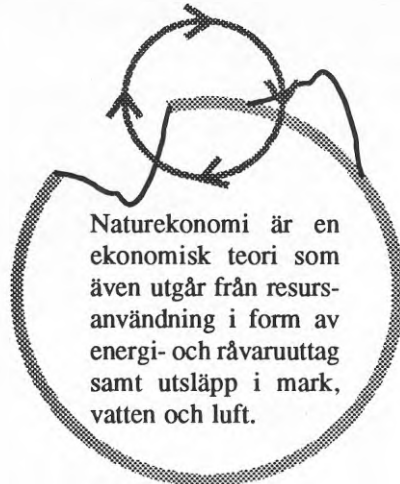 Naturekonomi är en
ekonomisk teori som
även utgår från resurs-
användning i form av
energi- och råvaruuttag
samt utsläpp i mark,
vatten och luft.